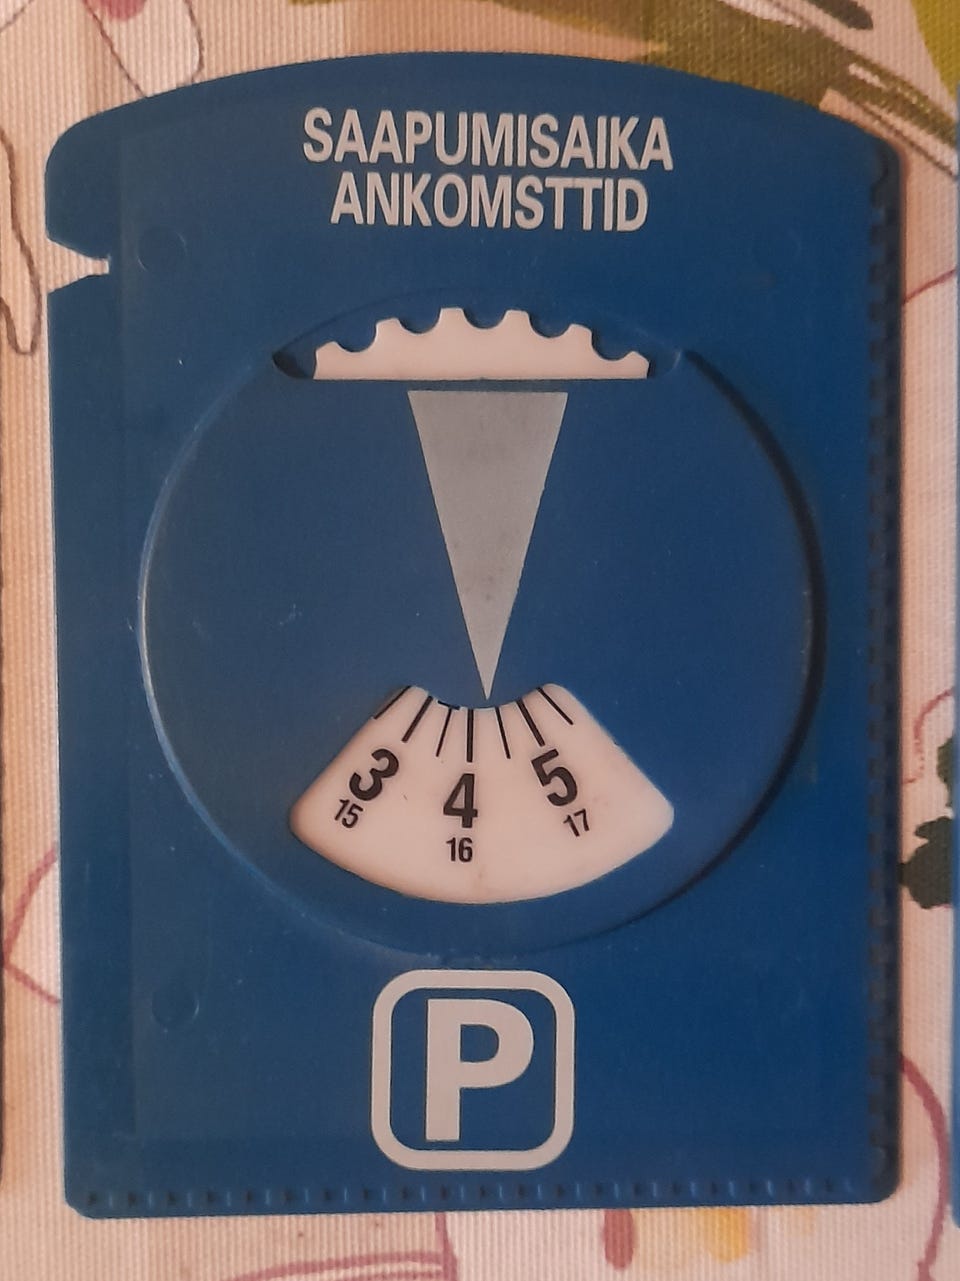 SAAPUMISAIKA
ANKOMSTTID
3 4 5
15 16 17
P